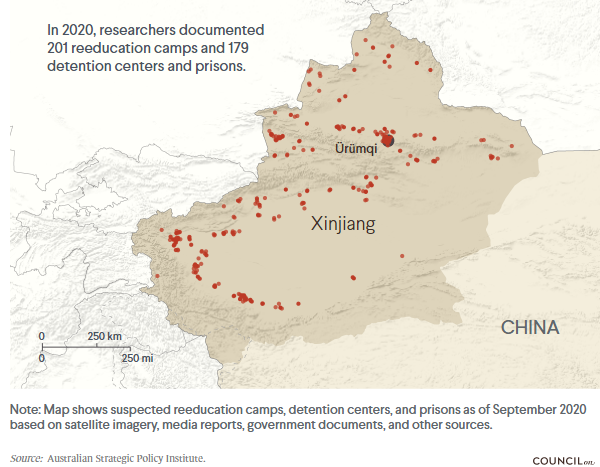 In 2020, researchers documented
201 reeducation camps and 179
detention centers and prisons.
Ürümqi
Xinjiang
CHINA
0 250 km
0 250 mi
Note: Map shows suspected reeducation camps, detention centers, and prisons as of September 2020
based on satellite imagery, media reports, government documents, and other sources.
Source: Australian Strategic Policy Institute.
COUNCIL on